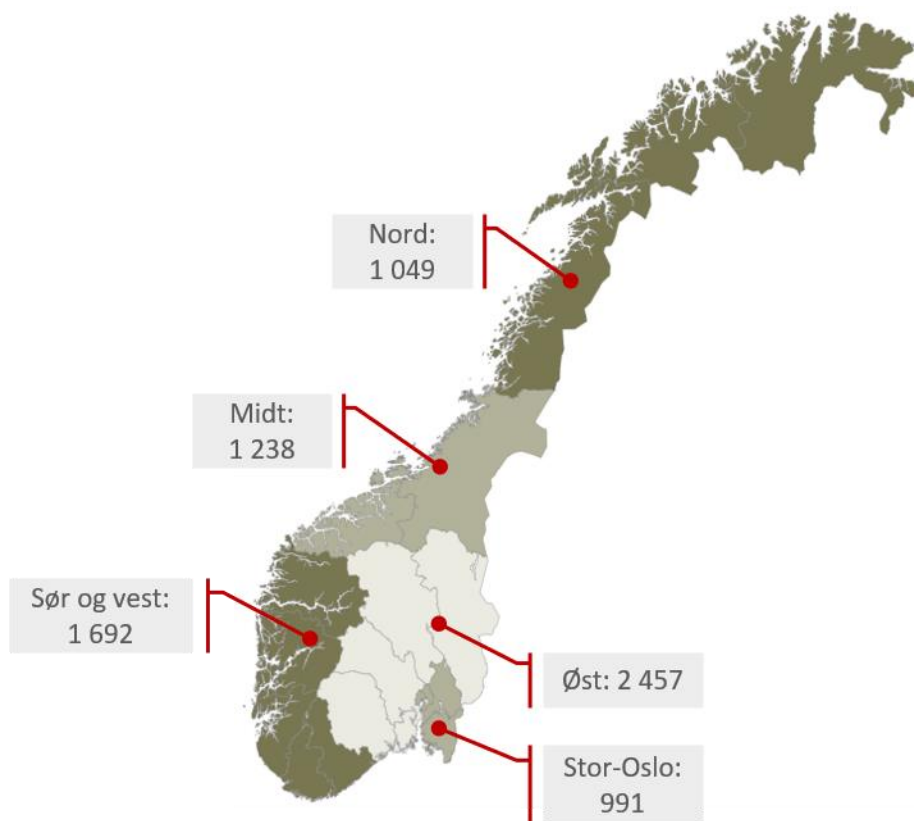 Nord:
1 049
Midt:
1 238
Sør og vest:
1 692
Øst: 2 457
Stor-Oslo:
991